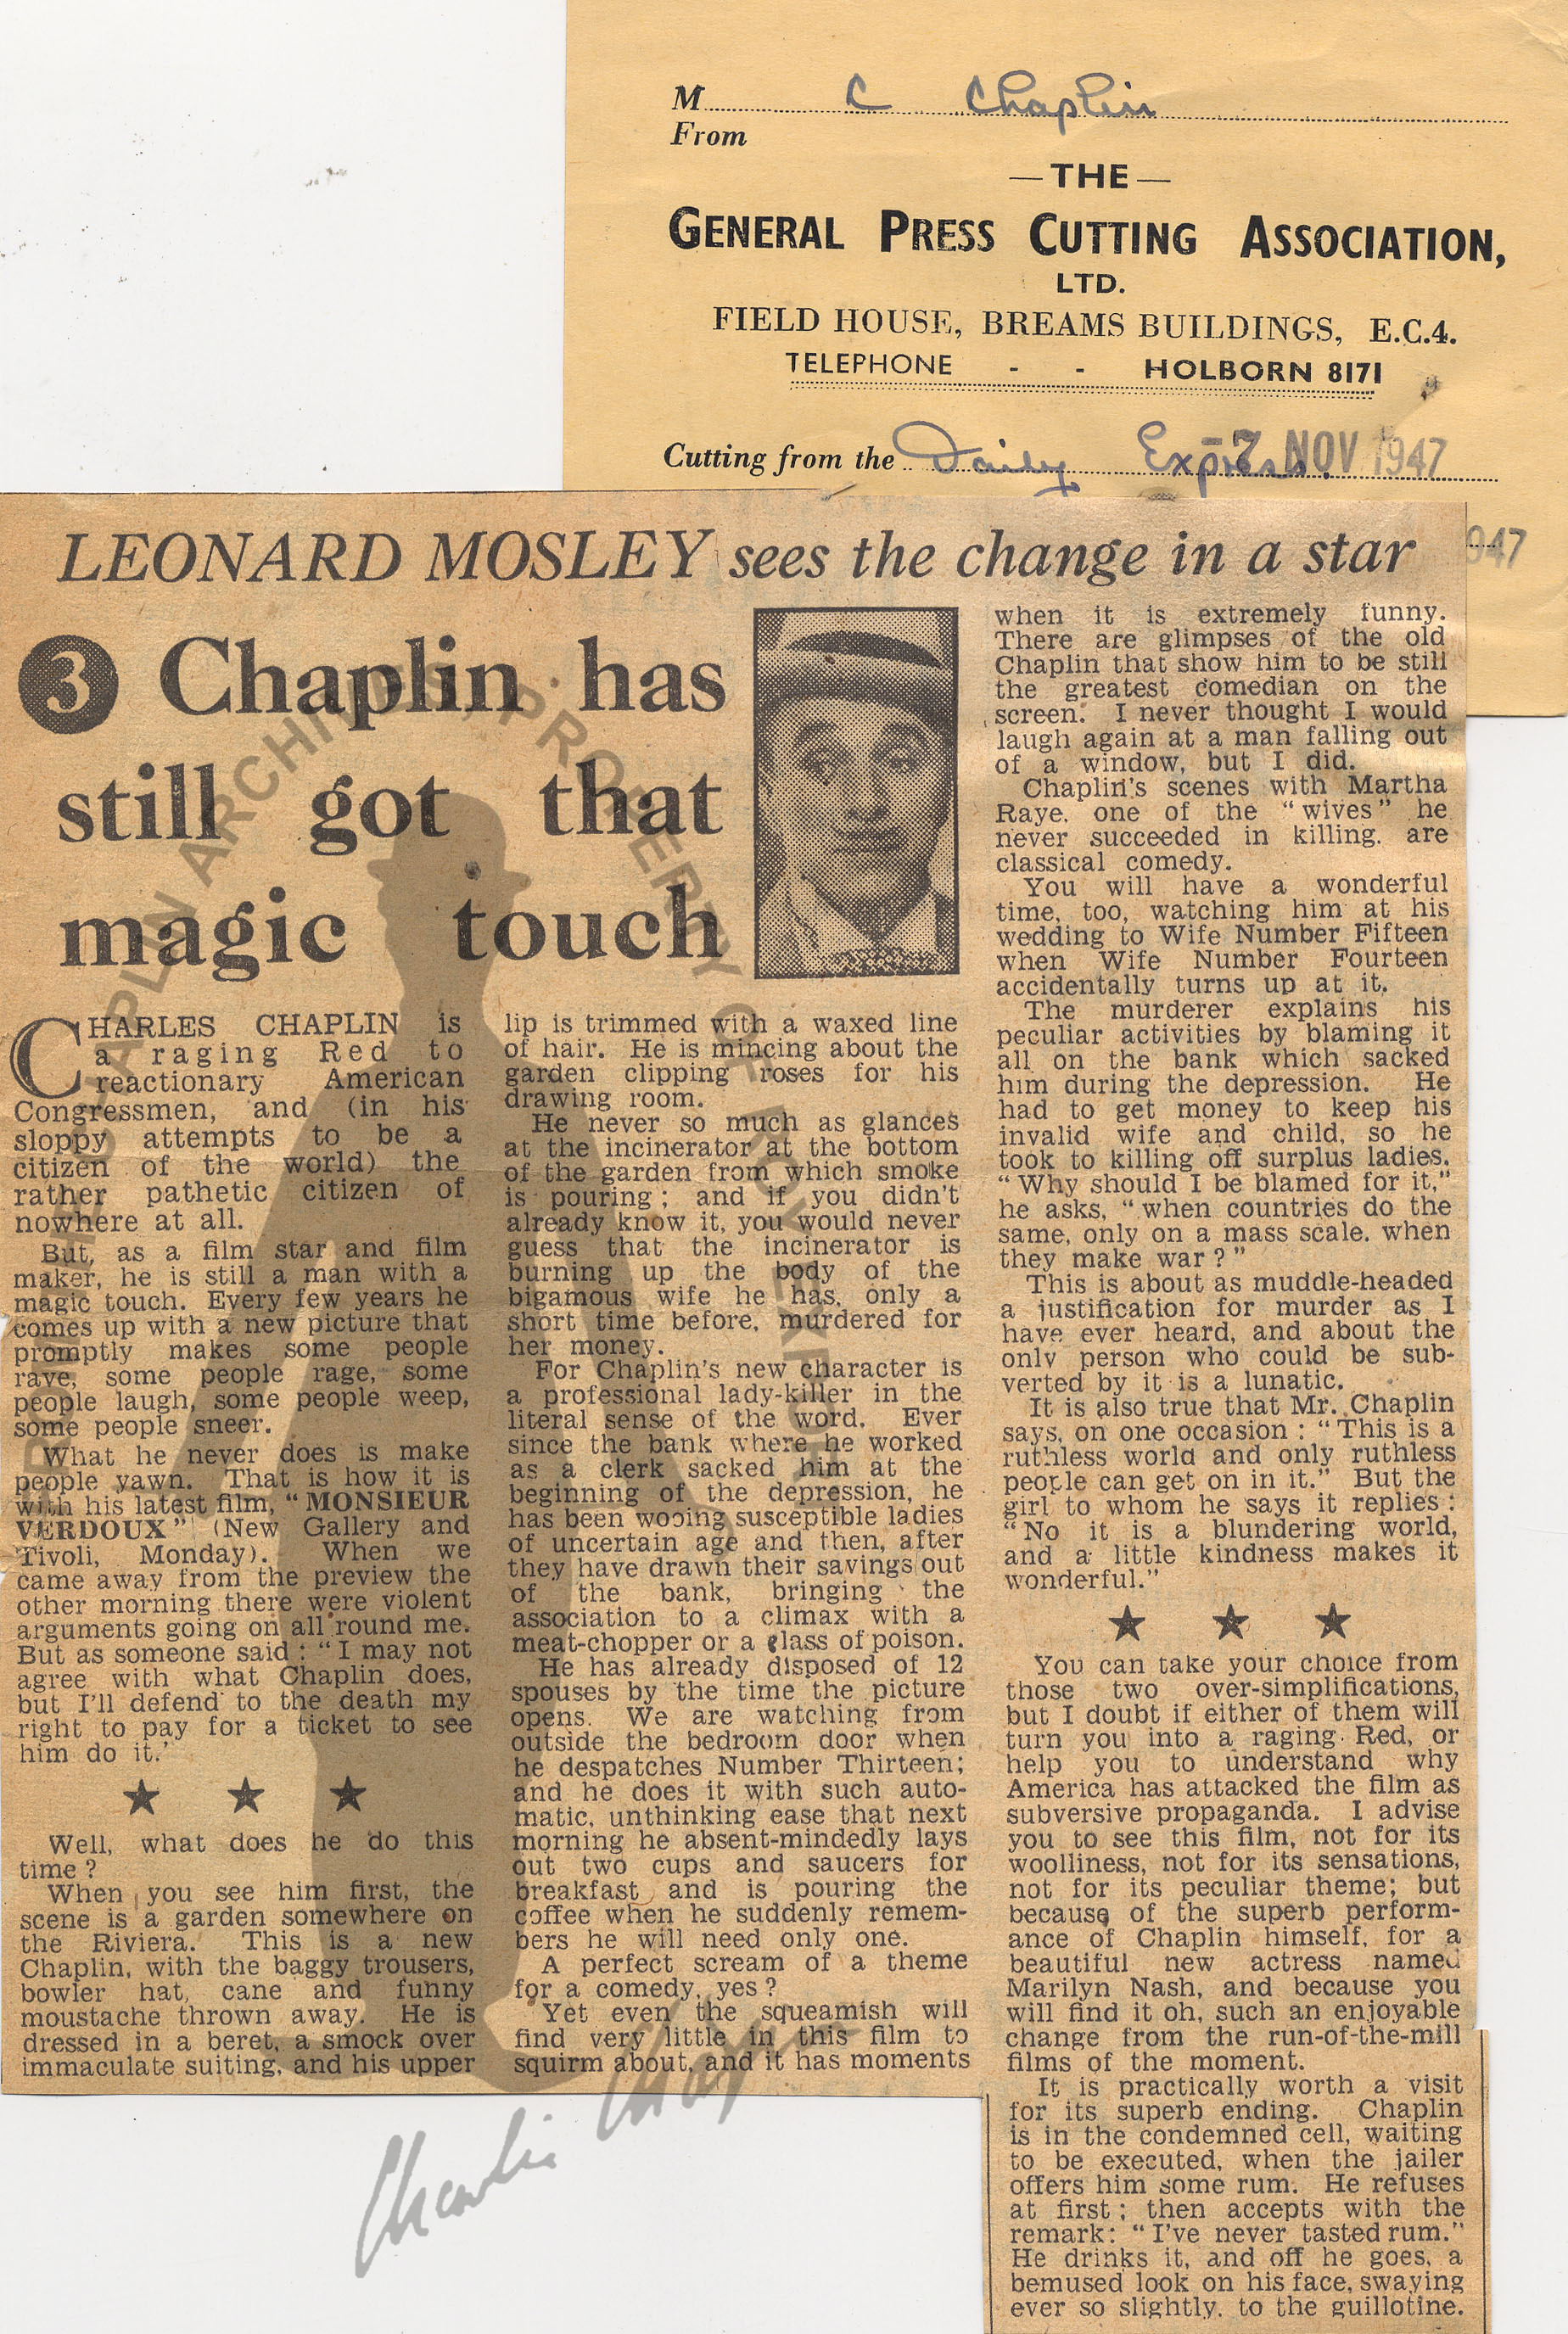 M C Chaplin
From
— THE —
GENERAL PRESS CUTTING ASSOCIATION,
LTD.
FIELD HOUSE, BREAMS BUILDINGS, E.C.4.
TELEPHONE - - HOLBORN 8171
Cutting from the Daily Express. -7 NOV 1947
947
LEONARD MOSLEY sees the change in a star
3 Chaplin has
still got that
magic touch
CHARLES CHAPLIN is
a raging Red to
reactionary American
Congressmen, and (in his
sloppy attempts to be a
citizen of the world) the
rather pathetic citizen of
nowhere at all.
But, as a film star and film
maker, he is still a man with a
magic touch. Every few years he
comes up with a new picture that
promptly makes some people
rave, some people rage, some
people laugh, some people weep,
some people sneer.
What he never does is make
people yawn. That is how it is
with his latest film, "MONSIEUR
VERDOUX" (New Gallery and
Tivoli, Monday). When we
came away from the preview the
other morning there were violent
arguments going on all round me.
But as someone said: "I may not
agree with what Chaplin does,
but I'll defend to the death my
right to pay for a ticket to see
him do it.'
★ ★ ★
Well, what does he do this
time?
When you see him first, the
scene is a garden somewhere on
the Riviera. This is a new
Chaplin, with the baggy trousers,
bowler hat, cane and funny
moustache thrown away. He is
dressed in a beret, a smock over
immaculate suiting, and his upper
lip is trimmed with a waxed line
of hair. He is mincing about the
garden clipping roses for his
drawing room.
He never so much as glances
at the incinerator at the bottom
of the garden from which smoke
is pouring; and if you didn't
already know it, you would never
guess that the incinerator is
burning up the body of the
bigamous wife he has, only a
short time before, murdered for
her money.
For Chaplin's new character is
a professional lady-killer in the
literal sense of the word. Ever
since the bank where he worked
as a clerk sacked him at the
beginning of the depression, he
has been wooing susceptible ladies
of uncertain age and then, after
they have drawn their savings out
of the bank, bringing the
association to a climax with a
meat-chopper or a glass of poison.
He has already disposed of 12
spouses by the time the picture
opens. We are watching from
outside the bedroom door when
he despatches Number Thirteen;
and he does it with such auto-
matic, unthinking ease that next
morning he absent-mindedly lays
out two cups and saucers for
breakfast and is pouring the
coffee when he suddenly remem-
bers he will need only one.
A perfect scream of a theme
for a comedy, yes?
Yet even the squeamish will
find very little in this film to
squirm about, and it has moments
when it is extremely funny.
There are glimpses of the old
Chaplin that show him to be still
the greatest comedian on the
screen. I never thought I would
laugh again at a man falling out
of a window, but I did.
Chaplin's scenes with Martha
Raye, one of the "wives" he
never succeeded in killing, are
classical comedy.
You will have a wonderful
time, too, watching him at his
wedding to Wife Number Fifteen
when Wife Number Fourteen
accidentally turns up at it.
The murderer explains his
peculiar activities by blaming it
all on the bank which sacked
him during the depression. He
had to get money to keep his
invalid wife and child, so he
took to killing off surplus ladies.
"Why should I be blamed for it,"
he asks, "when countries do the
same, only on a mass scale, when
they make war?"
This is about as muddle-headed
a justification for murder as I
have ever heard, and about the
only person who could be sub-
verted by it is a lunatic.
It is also true that Mr. Chaplin
says, on one occasion: "This is a
ruthless world and only ruthless
people can get on in it." But the
girl to whom he says it replies:
"No it is a blundering world,
and a little kindness makes it
wonderful."
★ ★ ★
You can take your choice from
those two over-simplifications,
but I doubt if either of them will
turn you into a raging Red, or
help you to understand why
America has attacked the film as
subversive propaganda. I advise
you to see this film, not for its
woolliness, not for its sensations,
not for its peculiar theme; but
because of the superb perform-
ance of Chaplin himself, for a
beautiful new actress named
Marilyn Nash, and because you
will find it oh, such an enjoyable
change from the run-of-the-mill
films of the moment.
It is practically worth a visit
for its superb ending. Chaplin
is in the condemned cell, waiting
to be executed, when the jailer
offers him some rum. He refuses
at first; then accepts with the
remark: "I've never tasted rum."
He drinks it, and off he goes, a
bemused look on his face, swaying
ever so slightly, to the guillotine.
CHAPLIN ARCHIVES, PROPERTY OF ROY EXPORT
Charlie Chaplin